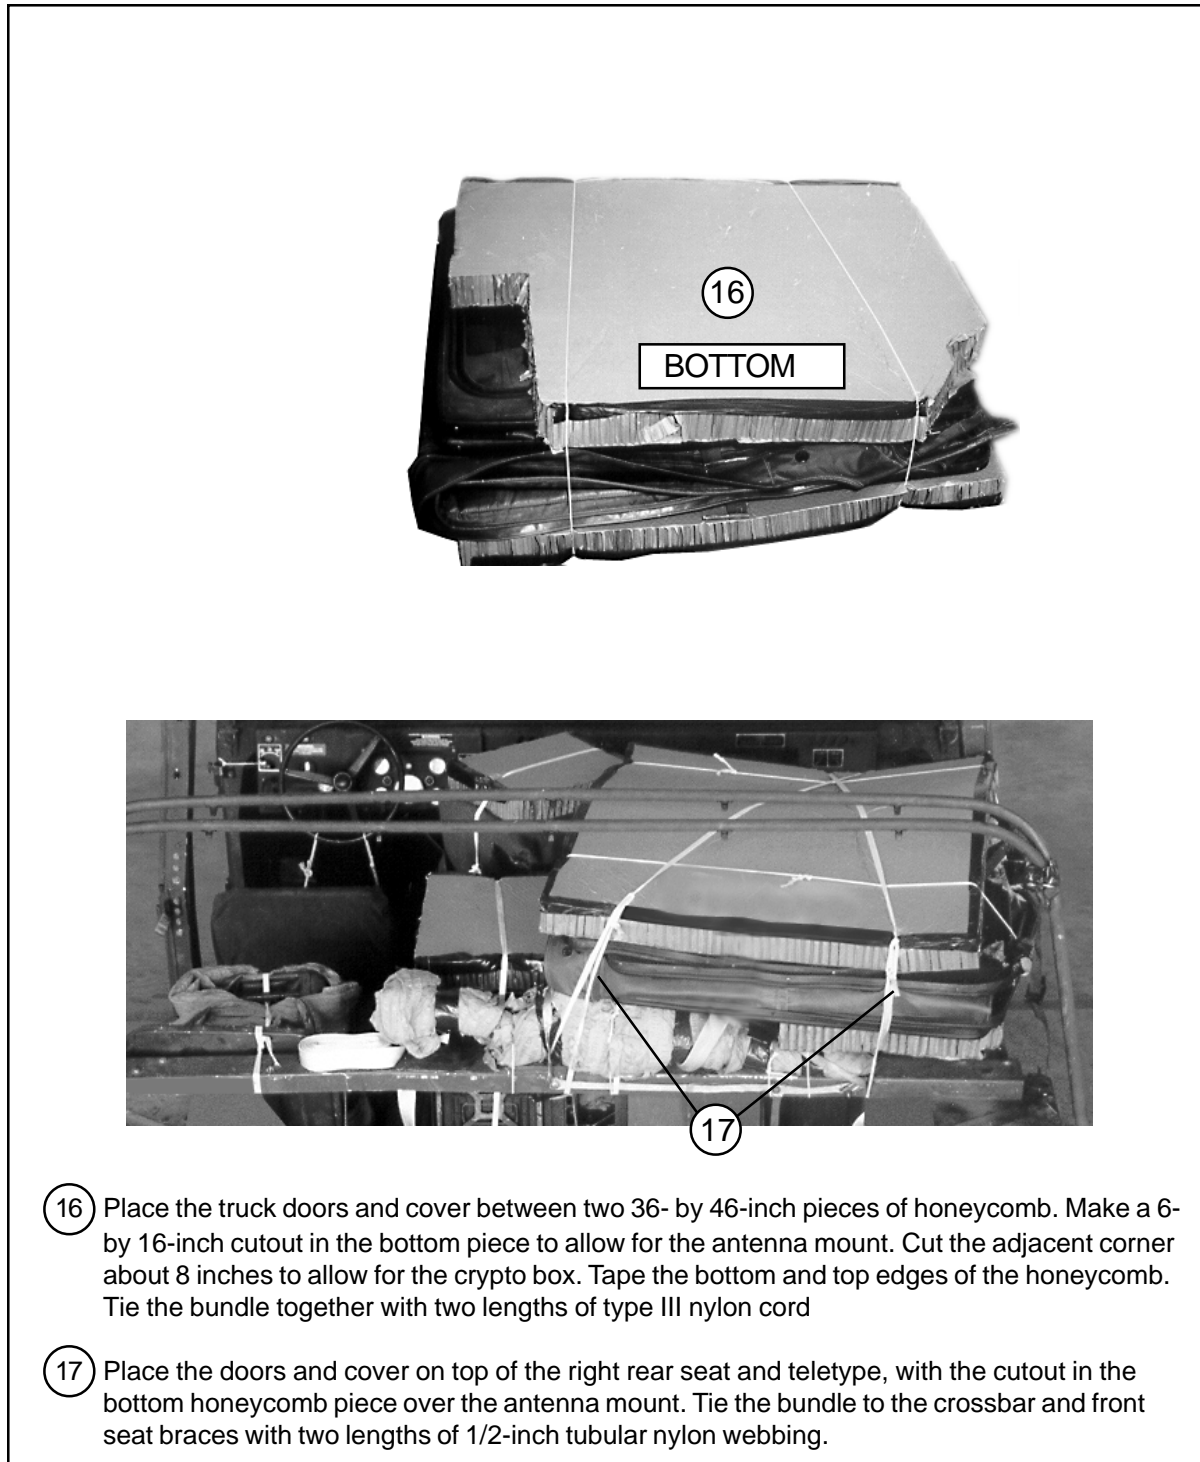 16
BOTTOM
17
16 Place the truck doors and cover between two 36- by 46-inch pieces of honeycomb. Make a 6-
by 16-inch cutout in the bottom piece to allow for the antenna mount. Cut the adjacent corner
about 8 inches to allow for the crypto box. Tape the bottom and top edges of the honeycomb.
Tie the bundle together with two lengths of type III nylon cord
17 Place the doors and cover on top of the right rear seat and teletype, with the cutout in the
bottom honeycomb piece over the antenna mount. Tie the bundle to the crossbar and front
seat braces with two lengths of 1/2-inch tubular nylon webbing.